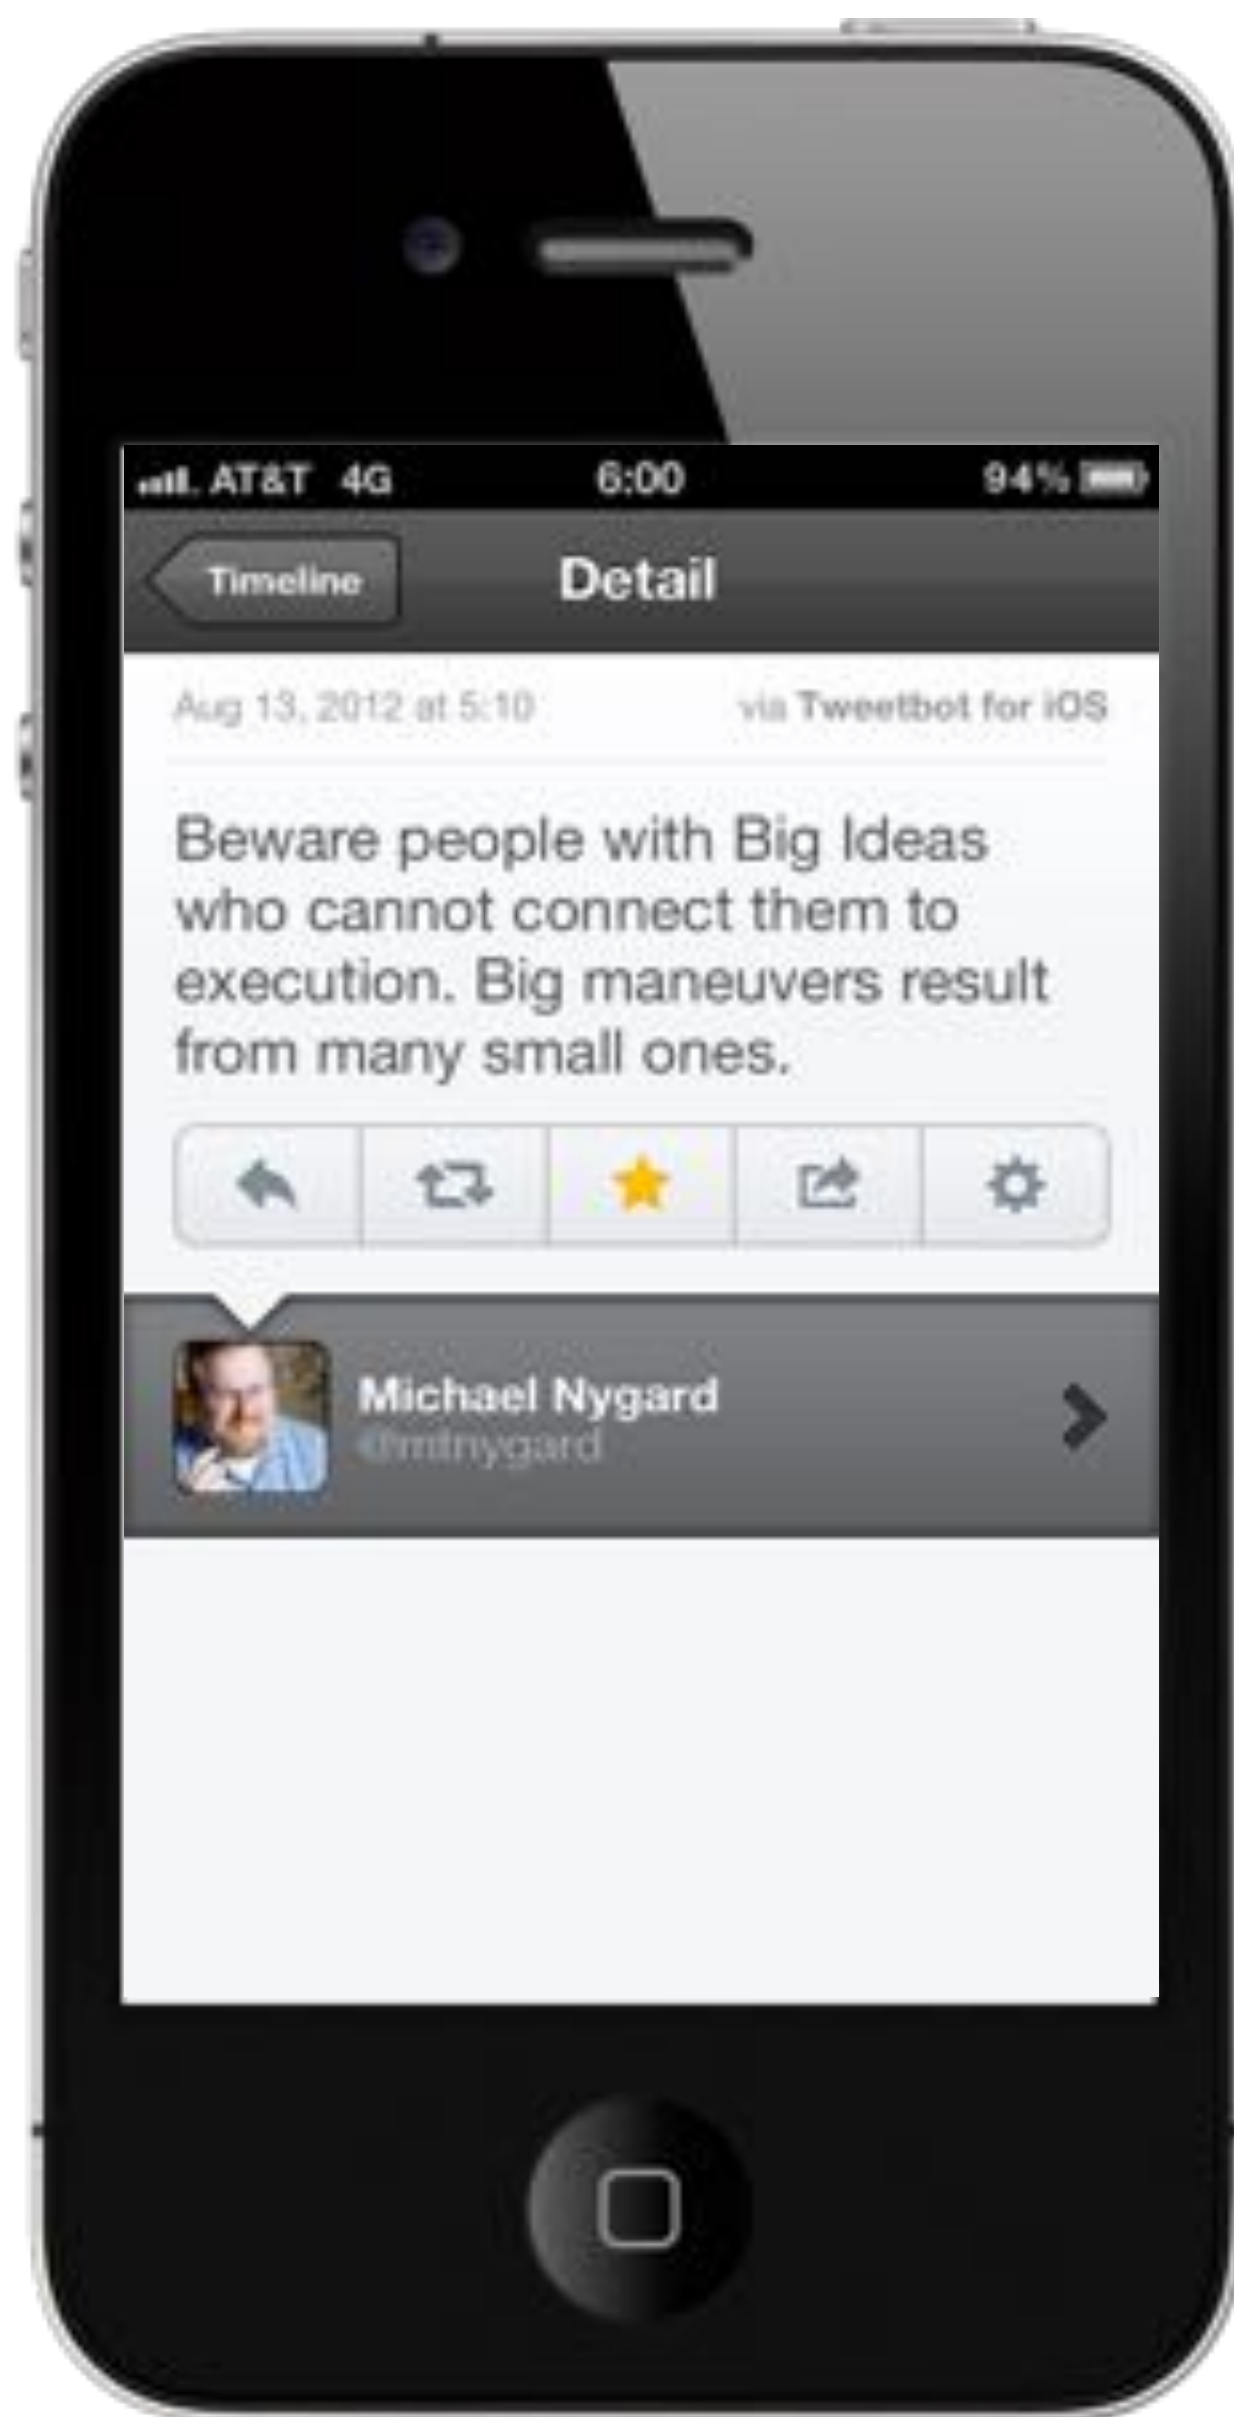 AT&T 4G 6:00 94%
Timeline Detail
Aug 13, 2012 at 5:10 via Tweetbot for iOS
Beware people with Big Ideas
who cannot connect them to
execution. Big maneuvers result
from many small ones.
Michael Nygard
@mtnygard